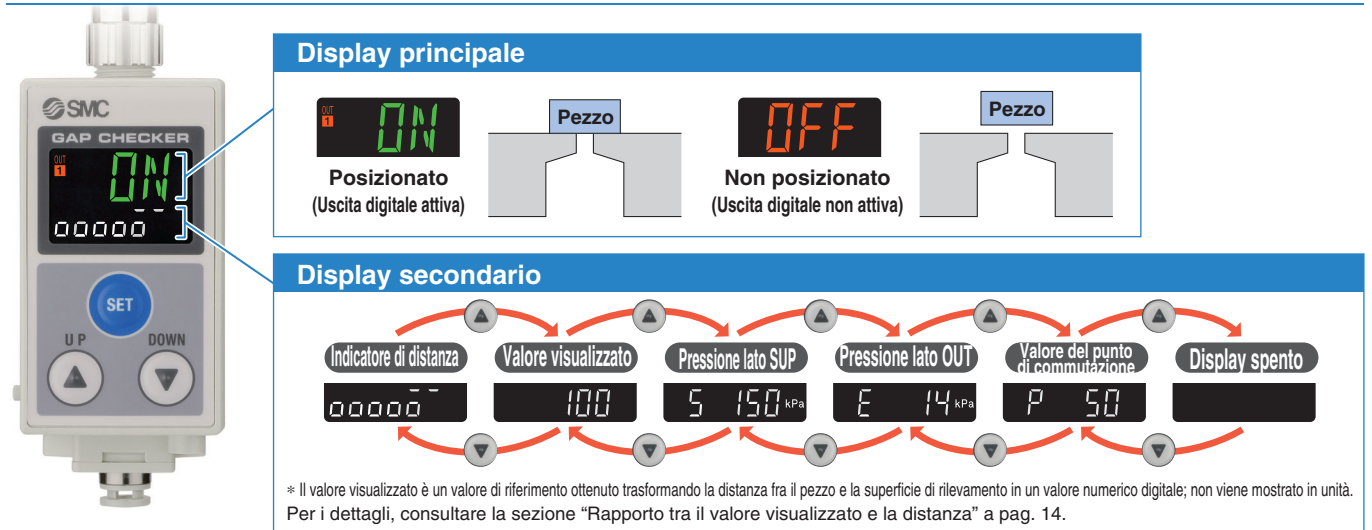 SMC
GAP CHECKER
OUT
1
ON
ooooo
SET
UP
DOWN
Display principale
OUT
1
ON
Posizionato
(Uscita digitale attiva)
Pezzo
OFF
Non posizionato
(Uscita digitale non attiva)
Pezzo
Display secondario
Indicatore di distanza
ooooo
Valore visualizzato
100
Pressione lato SUP
S 150 kPa
Pressione lato OUT
E 14 kPa
Valore del punto
di commutazione
P 50
Display spento
* Il valore visualizzato è un valore di riferimento ottenuto trasformando la distanza fra il pezzo e la superficie di rilevamento in un valore numerico digitale; non viene mostrato in unità.
Per i dettagli, consultare la sezione “Rapporto tra il valore visualizzato e la distanza” a pag. 14.